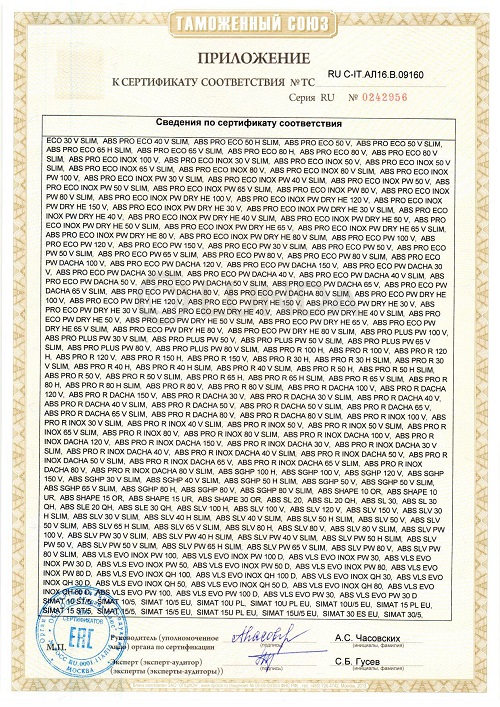 ТАМОЖЕННЫЙ СОЮЗ
ПРИЛОЖЕНИЕ
К СЕРТИФИКАТУ СООТВЕТСТВИЯ №ТС RU C-IT.АЛ16.В.09160
Серия RU № 0242956
Сведения по сертификату соответствия
ECO 30 V SLIM, ABS PRO ECO 40 V SLIM, ABS PRO ECO 50 H SLIM, ABS PRO ECO 50 V, ABS PRO ECO 50 V SLIM,
ABS PRO ECO 65 H SLIM, ABS PRO ECO 65 V SLIM, ABS PRO ECO 80 H, ABS PRO ECO 80 V, ABS PRO ECO 80 V
SLIM, ABS PRO ECO INOX 100 V, ABS PRO ECO INOX 30 V SLIM, ABS PRO ECO INOX 50 V, ABS PRO ECO INOX 50 V
SLIM, ABS PRO ECO INOX 65 V SLIM, ABS PRO ECO INOX 80 V, ABS PRO ECO INOX 80 V SLIM, ABS PRO ECO INOX
PW 100 V, ABS PRO ECO INOX PW 30 V SLIM, ABS PRO ECO INOX PW 40 V SLIM, ABS PRO ECO INOX PW 50 V,
ABS PRO ECO INOX PW 50 V SLIM, ABS PRO ECO INOX PW 65 V SLIM, ABS PRO ECO INOX PW 80 V, ABS PRO ECO INOX
PW 80 V SLIM, ABS PRO ECO INOX PW DRY HE 100 V, ABS PRO ECO INOX PW DRY HE 120 V, ABS PRO ECO INOX
PW DRY HE 150 V, ABS PRO ECO INOX PW DRY HE 30 V, ABS PRO ECO INOX PW DRY HE 30 V SLIM, ABS PRO ECO
INOX PW DRY HE 40 V, ABS PRO ECO INOX PW DRY HE 40 V SLIM, ABS PRO ECO INOX PW DRY HE 50 V, ABS PRO
ECO INOX PW DRY HE 50 V SLIM, ABS PRO ECO INOX PW DRY HE 65 V, ABS PRO ECO INOX PW DRY HE 65 V SLIM,
ABS PRO ECO INOX PW DRY HE 80 V, ABS PRO ECO INOX PW DRY HE 80 V SLIM, ABS PRO ECO PW 100 V, ABS PRO
ECO PW 120 V, ABS PRO ECO PW 150 V, ABS PRO ECO PW 30 V SLIM, ABS PRO ECO PW 50 V, ABS PRO ECO
PW 50 V SLIM, ABS PRO ECO PW 65 V SLIM, ABS PRO ECO PW 80 V, ABS PRO ECO PW 80 V SLIM, ABS PRO ECO PW
DACHA 100 V, ABS PRO ECO PW DACHA 120 V, ABS PRO ECO PW DACHA 150 V, ABS PRO ECO PW DACHA 30 V,
ABS PRO ECO PW DACHA 30 V SLIM, ABS PRO ECO PW DACHA 40 V, ABS PRO ECO PW DACHA 40 V SLIM, ABS PRO
ECO PW DACHA 50 V, ABS PRO ECO PW DACHA 50 V SLIM, ABS PRO ECO PW DACHA 65 V, ABS PRO ECO PW DACHA
65 V SLIM, ABS PRO ECO PW DACHA 80 V, ABS PRO ECO PW DACHA 80 V SLIM, ABS PRO ECO PW DRY HE
100 V, ABS PRO ECO PW DRY HE 120 V, ABS PRO ECO PW DRY HE 150 V, ABS PRO ECO PW DRY HE 30 V, ABS PRO
ECO PW DRY HE 30 V SLIM, ABS PRO ECO PW DRY HE 40 V, ABS PRO ECO PW DRY HE 40 V SLIM, ABS PRO ECO
PW DRY HE 50 V, ABS PRO ECO PW DRY HE 50 V SLIM, ABS PRO ECO PW DRY HE 65 V, ABS PRO ECO PW DRY
HE 65 V SLIM, ABS PRO ECO PW DRY HE 80 V, ABS PRO ECO PW DRY HE 80 V SLIM, ABS PRO PLUS PW 100 V,
ABS PRO PLUS PW 30 V SLIM, ABS PRO PLUS PW 50 V, ABS PRO PLUS PW 50 V SLIM, ABS PRO PLUS PW 65 V
SLIM, ABS PRO PLUS PW 80 V, ABS PRO PLUS PW 80 V SLIM, ABS PRO R 100 H, ABS PRO R 100 V, ABS PRO R 120
H, ABS PRO R 120 V, ABS PRO R 150 H, ABS PRO R 150 V, ABS PRO R 30 H, ABS PRO R 30 H SLIM, ABS PRO R 30
V SLIM, ABS PRO R 40 H, ABS PRO R 40 H SLIM, ABS PRO R 40 V SLIM, ABS PRO R 50 H, ABS PRO R 50 H SLIM,
ABS PRO R 50 V, ABS PRO R 50 V SLIM, ABS PRO R 65 H, ABS PRO R 65 H SLIM, ABS PRO R 65 V SLIM, ABS PRO R
80 H, ABS PRO R 80 H SLIM, ABS PRO R 80 V, ABS PRO R 80 V SLIM, ABS PRO R DACHA 100 V, ABS PRO R DACHA
120 V, ABS PRO R DACHA 150 V, ABS PRO R DACHA 30 V, ABS PRO R DACHA 30 V SLIM, ABS PRO R DACHA 40 V,
ABS PRO R DACHA 40 V SLIM, ABS PRO R DACHA 50 V, ABS PRO R DACHA 50 V SLIM, ABS PRO R DACHA 65 V,
ABS PRO R DACHA 65 V SLIM, ABS PRO R DACHA 80 V, ABS PRO R DACHA 80 V SLIM, ABS PRO R INOX 100 V, ABS
PRO R INOX 30 V SLIM, ABS PRO R INOX 40 V SLIM, ABS PRO R INOX 50 V, ABS PRO R INOX 50 V SLIM, ABS PRO R
INOX 65 V SLIM, ABS PRO R INOX 80 V, ABS PRO R INOX 80 V SLIM, ABS PRO R INOX DACHA 100 V, ABS PRO R
INOX DACHA 120 V, ABS PRO R INOX DACHA 150 V, ABS PRO R INOX DACHA 30 V, ABS PRO R INOX DACHA 30 V
SLIM, ABS PRO R INOX DACHA 40 V, ABS PRO R INOX DACHA 40 V SLIM, ABS PRO R INOX DACHA 50 V, ABS PRO R
INOX DACHA 50 V SLIM, ABS PRO R INOX DACHA 65 V, ABS PRO R INOX DACHA 65 V SLIM, ABS PRO R INOX
DACHA 80 V, ABS PRO R INOX DACHA 80 V SLIM, ABS SGHP 100 H, ABS SGHP 100 V, ABS SGHP 120 V, ABS SGHP
150 V, ABS SGHP 30 V SLIM, ABS SGHP 40 V SLIM, ABS SGHP 50 H SLIM, ABS SGHP 50 V, ABS SGHP 50 V SLIM,
ABS SGHP 65 V SLIM, ABS SGHP 80 H, ABS SGHP 80 V, ABS SGHP 80 V SLIM, ABS SHAPE 10 OR, ABS SHAPE 10
UR, ABS SHAPE 15 OR, ABS SHAPE 15 UR, ABS SHAPE 30 OR, ABS SL 20, ABS SL 20 QH, ABS SL 30, ABS SL 30
QH, ABS SLE 20 QH, ABS SLE 30 QH, ABS SLV 100 H, ABS SLV 100 V, ABS SLV 120 V, ABS SLV 150 V, ABS SLV 30
H SLIM, ABS SLV 30 V SLIM, ABS SLV 40 H SLIM, ABS SLV 40 V SLIM, ABS SLV 50 H SLIM, ABS SLV 50 V, ABS SLV
50 V SLIM, ABS SLV 65 H SLIM, ABS SLV 65 V SLIM, ABS SLV 80 H, ABS SLV 80 V, ABS SLV 80 V SLIM, ABS SLV PW
100 V, ABS SLV PW 30 V SLIM, ABS SLV PW 40 H SLIM, ABS SLV PW 40 V SLIM, ABS SLV PW 50 H SLIM, ABS SLV
PW 50 V, ABS SLV PW 50 V SLIM, ABS SLV PW 65 H SLIM, ABS SLV PW 65 V SLIM, ABS SLV PW 80 V, ABS SLV PW
80 V SLIM, ABS VLS EVO INOX PW 100, ABS VLS EVO INOX PW 100 D, ABS VLS EVO INOX PW 30, ABS VLS EVO
INOX PW 30 D, ABS VLS EVO INOX PW 50, ABS VLS EVO INOX PW 50 D, ABS VLS EVO INOX PW 80, ABS VLS EVO
INOX PW 80 D, ABS VLS EVO INOX QH 100, ABS VLS EVO INOX QH 100 D, ABS VLS EVO INOX QH 30, ABS VLS EVO
INOX QH 30 D, ABS VLS EVO INOX QH 50, ABS VLS EVO INOX QH 50 D, ABS VLS EVO INOX QH 80, ABS VLS EVO
INOX QH 80 D, ABS VLS EVO PW 100, ABS VLS EVO PW 100 D, ABS VLS EVO PW 30, ABS VLS EVO PW 30 D
SIMAT 10 ST/5, SIMAT 10/5, SIMAT 10/5 EU, SIMAT 10U PL, SIMAT 10U PL EU, SIMAT 10U/5 EU, SIMAT 15 PL EU,
SIMAT 15 ST/5, SIMAT 15/5, SIMAT 15/5 EU, SIMAT 15U PL EU, SIMAT 15U/5 EU, SIMAT 30 ES EU, SIMAT 30/5,
СЕРТИФИКАТОВ
ЕАС
МОСКВА
М.П.
Руководитель (уполномоченное лицо) органа по сертификации
(подпись)
А.С. Часовских
(инициалы, фамилия)
Эксперт (эксперт-аудитор)
(эксперты (эксперты-аудиторы))
(подпись)
С.Б. Гусев
(инициалы, фамилия)